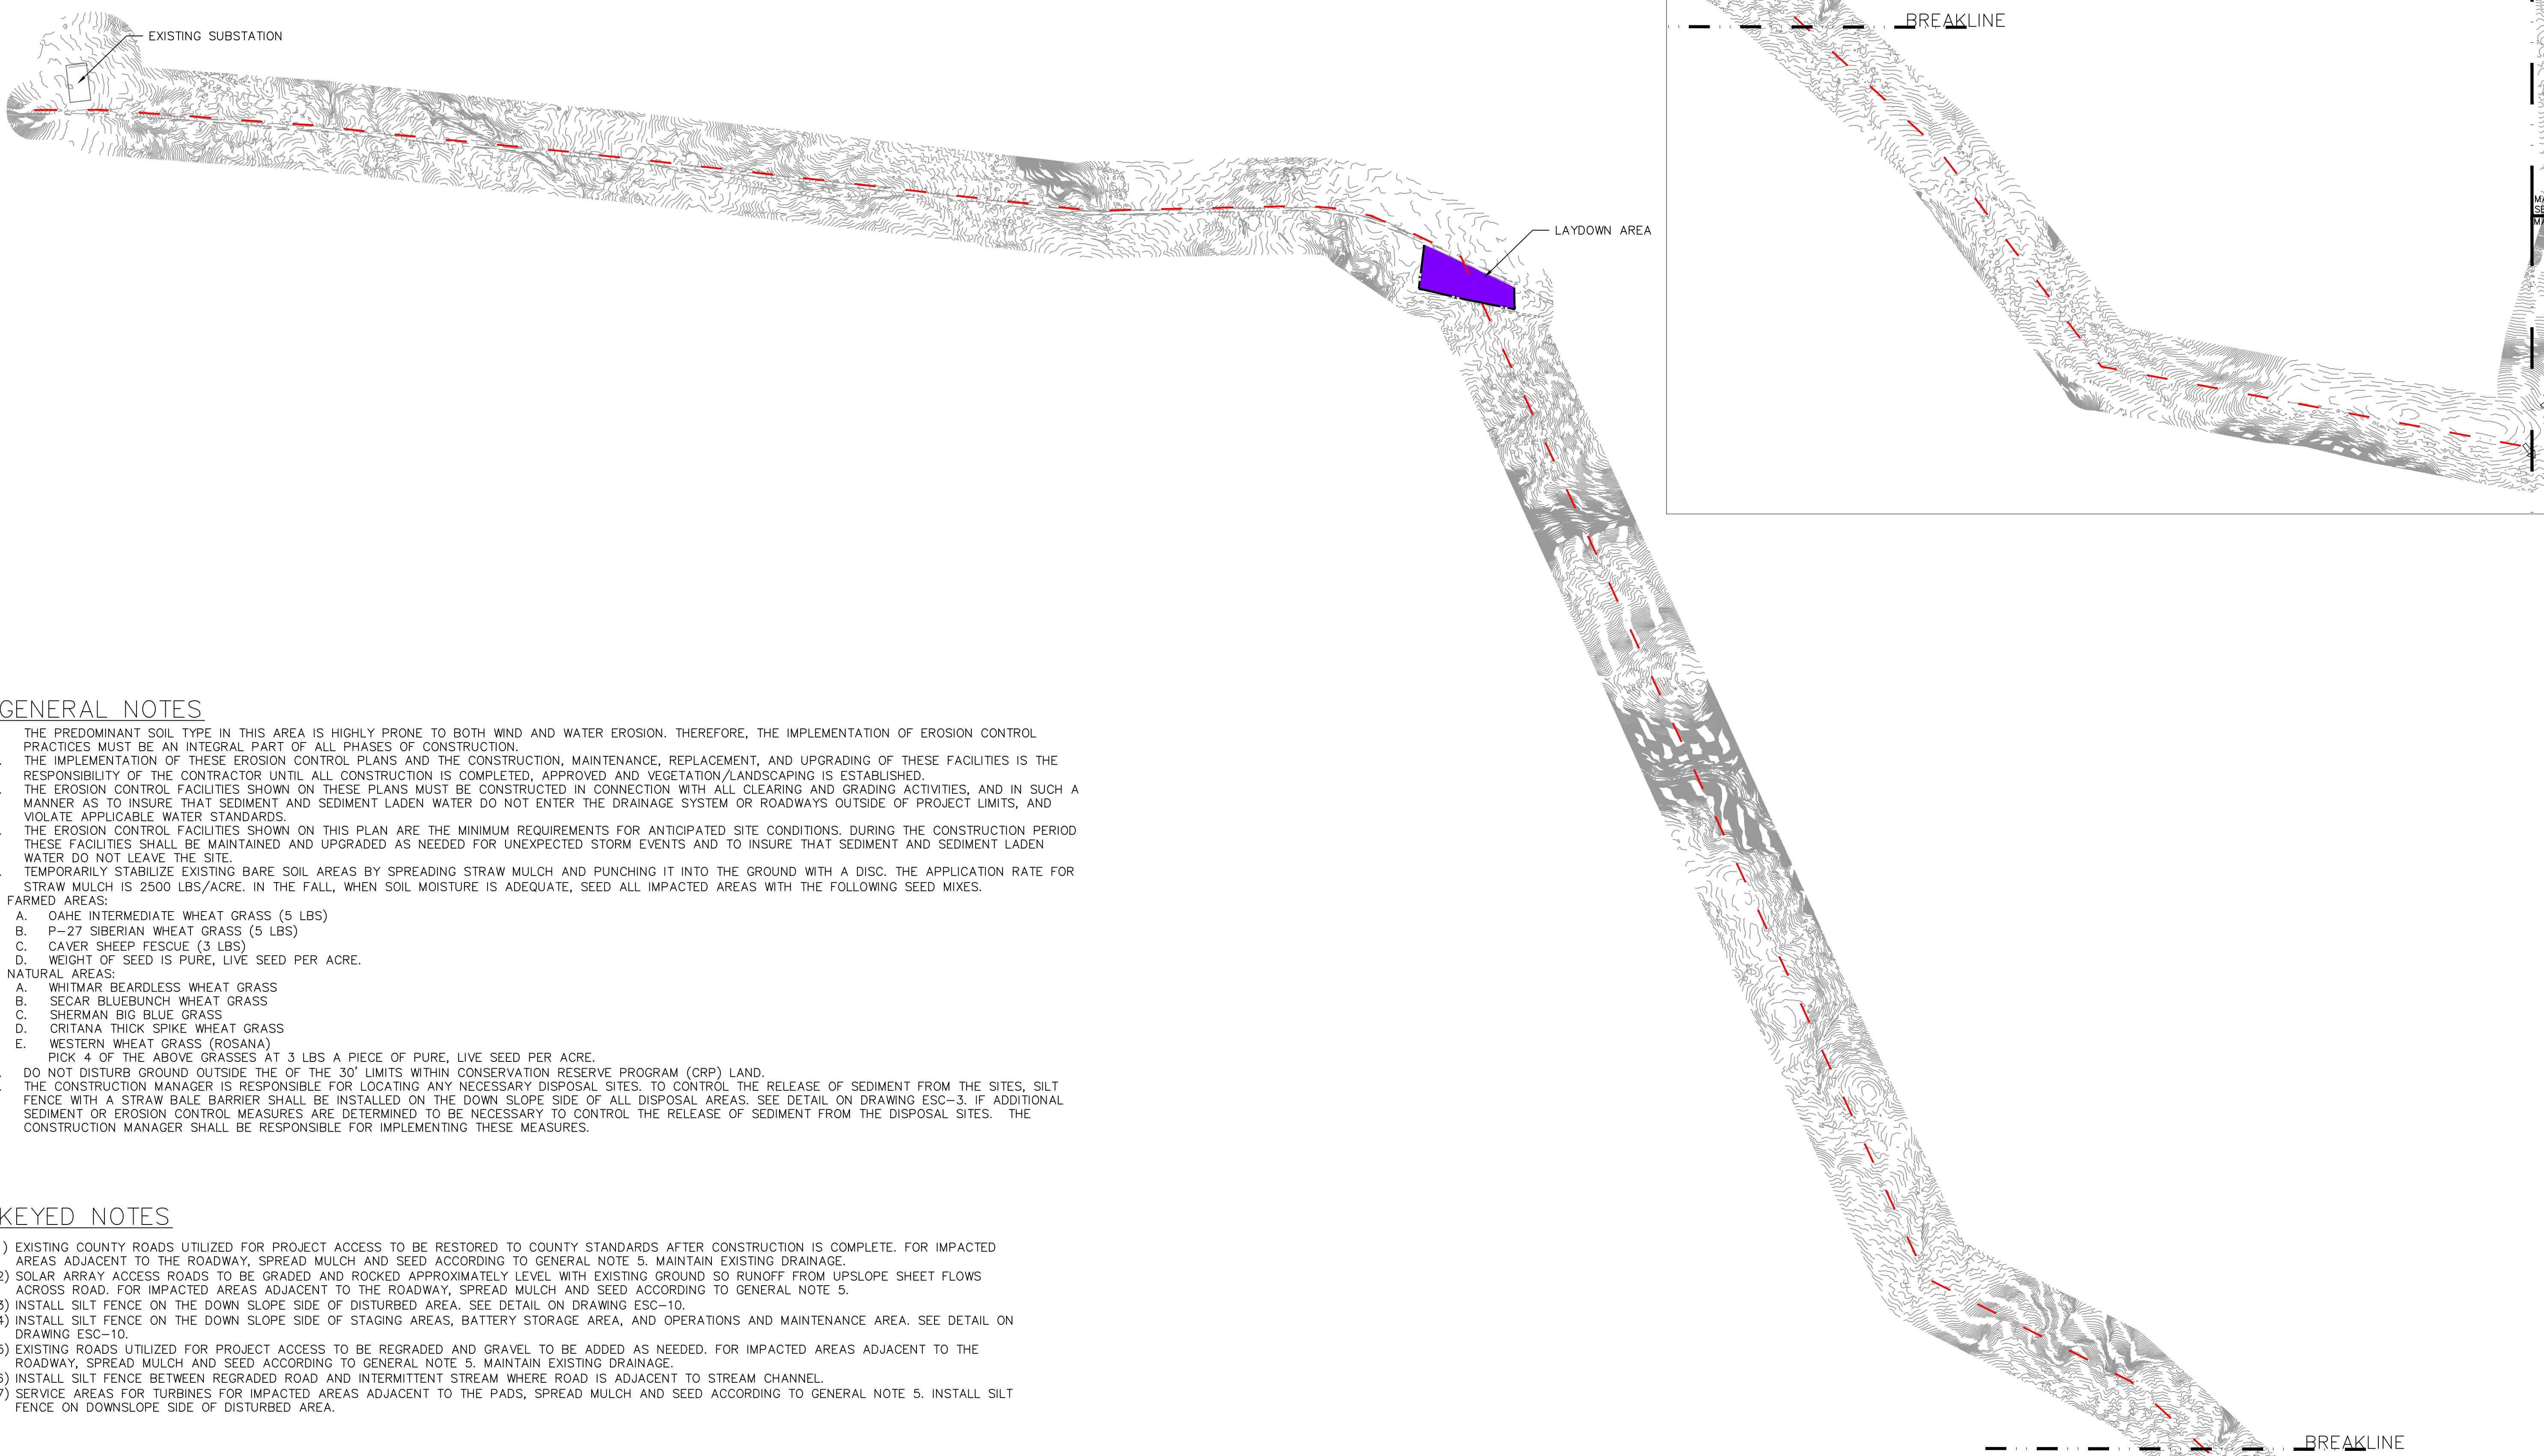 EXISTING SUBSTATION
BREAKLINE
LAYDOWN AREA
GENERAL NOTES
THE PREDOMINANT SOIL TYPE IN THIS AREA IS HIGHLY PRONE TO BOTH WIND AND WATER EROSION. THEREFORE, THE IMPLEMENTATION OF EROSION CONTROL
PRACTICES MUST BE AN INTEGRAL PART OF ALL PHASES OF CONSTRUCTION.
THE IMPLEMENTATION OF THESE EROSION CONTROL PLANS AND THE CONSTRUCTION, MAINTENANCE, REPLACEMENT, AND UPGRADING OF THESE FACILITIES IS THE
RESPONSIBILITY OF THE CONTRACTOR UNTIL ALL CONSTRUCTION IS COMPLETED, APPROVED AND VEGETATION/LANDSCAPING IS ESTABLISHED.
THE EROSION CONTROL FACILITIES SHOWN ON THESE PLANS MUST BE CONSTRUCTED IN CONNECTION WITH ALL CLEARING AND GRADING ACTIVITIES, AND IN SUCH A
MANNER AS TO INSURE THAT SEDIMENT AND SEDIMENT LADEN WATER DO NOT ENTER THE DRAINAGE SYSTEM OR ROADWAYS OUTSIDE OF PROJECT LIMITS, AND
VIOLATE APPLICABLE WATER STANDARDS.
THE EROSION CONTROL FACILITIES SHOWN ON THIS PLAN ARE THE MINIMUM REQUIREMENTS FOR ANTICIPATED SITE CONDITIONS. DURING THE CONSTRUCTION PERIOD
THESE FACILITIES SHALL BE MAINTAINED AND UPGRADED AS NEEDED FOR UNEXPECTED STORM EVENTS AND TO INSURE THAT SEDIMENT AND SEDIMENT LADEN
WATER DO NOT LEAVE THE SITE.
TEMPORARILY STABILIZE EXISTING BARE SOIL AREAS BY SPREADING STRAW MULCH AND PUNCHING IT INTO THE GROUND WITH A DISC. THE APPLICATION RATE FOR
STRAW MULCH IS 2500 LBS/ACRE. IN THE FALL, WHEN SOIL MOISTURE IS ADEQUATE, SEED ALL IMPACTED AREAS WITH THE FOLLOWING SEED MIXES.
FARMED AREAS:
A. OAHE INTERMEDIATE WHEAT GRASS (5 LBS)
B. P-27 SIBERIAN WHEAT GRASS (5 LBS)
C. CAVER SHEEP FESCUE (3 LBS)
D. WEIGHT OF SEED IS PURE, LIVE SEED PER ACRE.
NATURAL AREAS:
A. WHITMAR BEARDLESS WHEAT GRASS
B. SECAR BLUEBUNCH WHEAT GRASS
C. SHERMAN BIG BLUE GRASS
D. CRITANA THICK SPIKE WHEAT GRASS
E. WESTERN WHEAT GRASS (ROSANA)
PICK 4 OF THE ABOVE GRASSES AT 3 LBS A PIECE OF PURE, LIVE SEED PER ACRE.
DO NOT DISTURB GROUND OUTSIDE THE OF THE 30' LIMITS WITHIN CONSERVATION RESERVE PROGRAM (CRP) LAND.
THE CONSTRUCTION MANAGER IS RESPONSIBLE FOR LOCATING ANY NECESSARY DISPOSAL SITES. TO CONTROL THE RELEASE OF SEDIMENT FROM THE SITES, SILT
FENCE WITH A STRAW BALE BARRIER SHALL BE INSTALLED ON THE DOWN SLOPE SIDE OF ALL DISPOSAL AREAS. SEE DETAIL ON DRAWING ESC-3. IF ADDITIONAL
SEDIMENT OR EROSION CONTROL MEASURES ARE DETERMINED TO BE NECESSARY TO CONTROL THE RELEASE OF SEDIMENT FROM THE DISPOSAL SITES. THE
CONSTRUCTION MANAGER SHALL BE RESPONSIBLE FOR IMPLEMENTING THESE MEASURES.
KEYED NOTES
) EXISTING COUNTY ROADS UTILIZED FOR PROJECT ACCESS TO BE RESTORED TO COUNTY STANDARDS AFTER CONSTRUCTION IS COMPLETE. FOR IMPACTED
AREAS ADJACENT TO THE ROADWAY, SPREAD MULCH AND SEED ACCORDING TO GENERAL NOTE 5. MAINTAIN EXISTING DRAINAGE.
2) SOLAR ARRAY ACCESS ROADS TO BE GRADED AND ROCKED APPROXIMATELY LEVEL WITH EXISTING GROUND SO RUNOFF FROM UPSLOPE SHEET FLOWS
ACROSS ROAD. FOR IMPACTED AREAS ADJACENT TO THE ROADWAY, SPREAD MULCH AND SEED ACCORDING TO GENERAL NOTE 5.
3) INSTALL SILT FENCE ON THE DOWN SLOPE SIDE OF DISTURBED AREA. SEE DETAIL ON DRAWING ESC-10.
4) INSTALL SILT FENCE ON THE DOWN SLOPE SIDE OF STAGING AREAS, BATTERY STORAGE AREA, AND OPERATIONS AND MAINTENANCE AREA. SEE DETAIL ON
DRAWING ESC-10.
5) EXISTING ROADS UTILIZED FOR PROJECT ACCESS TO BE REGRADED AND GRAVEL TO BE ADDED AS NEEDED. FOR IMPACTED AREAS ADJACENT TO THE
ROADWAY, SPREAD MULCH AND SEED ACCORDING TO GENERAL NOTE 5. MAINTAIN EXISTING DRAINAGE.
6) INSTALL SILT FENCE BETWEEN REGRADED ROAD AND INTERMITTENT STREAM WHERE ROAD IS ADJACENT TO STREAM CHANNEL.
7) SERVICE AREAS FOR TURBINES FOR IMPACTED AREAS ADJACENT TO THE PADS, SPREAD MULCH AND SEED ACCORDING TO GENERAL NOTE 5. INSTALL SILT
FENCE ON DOWNSLOPE SIDE OF DISTURBED AREA.
BREAKLINE